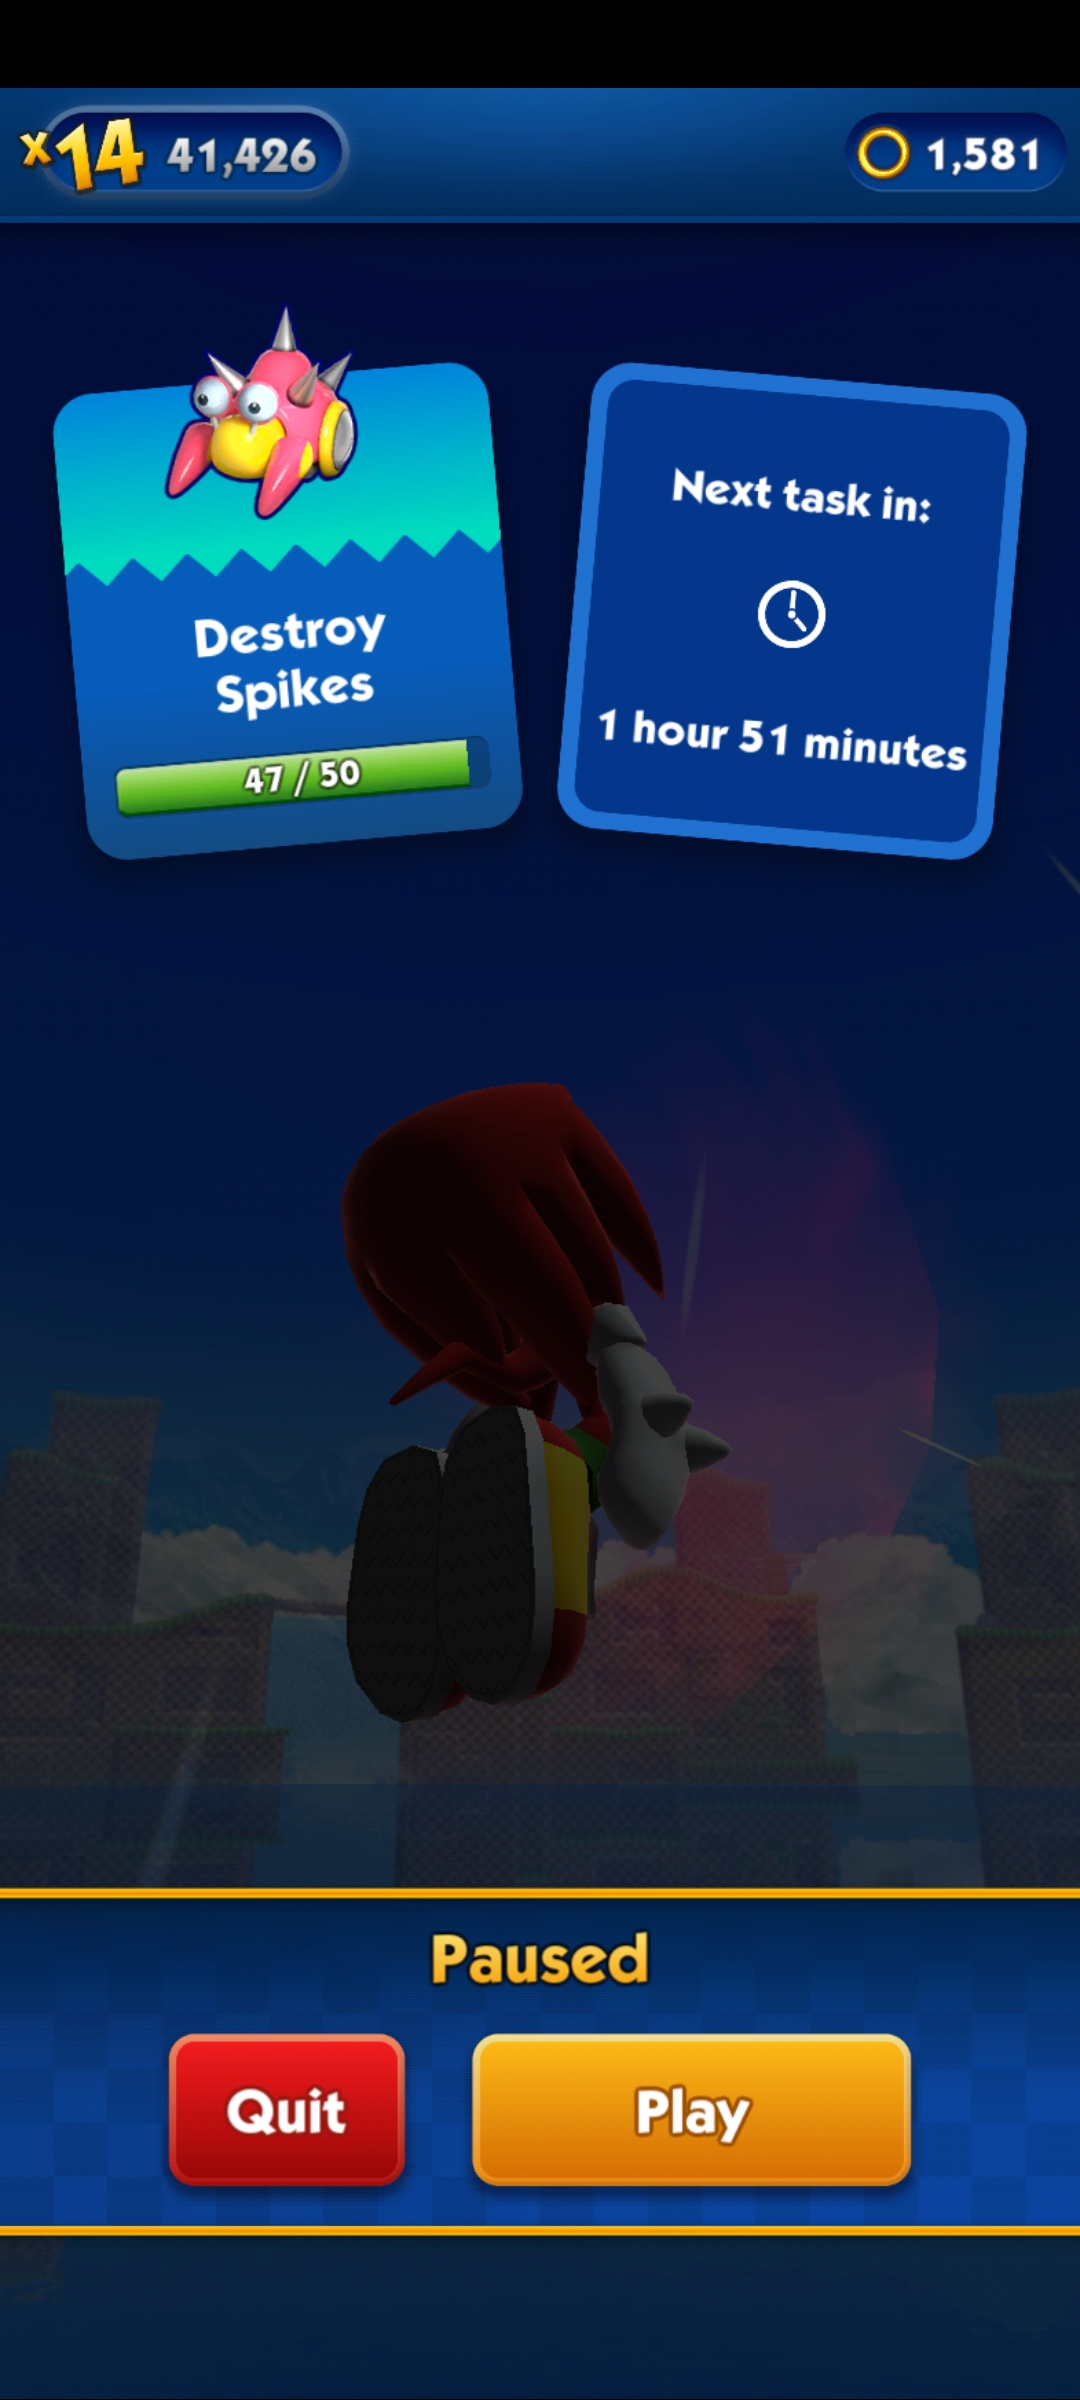 x14 41,426
1,581
Destroy
Spikes
47 / 50
Next task in:
1 hour 51 minutes
Paused
Quit
Play